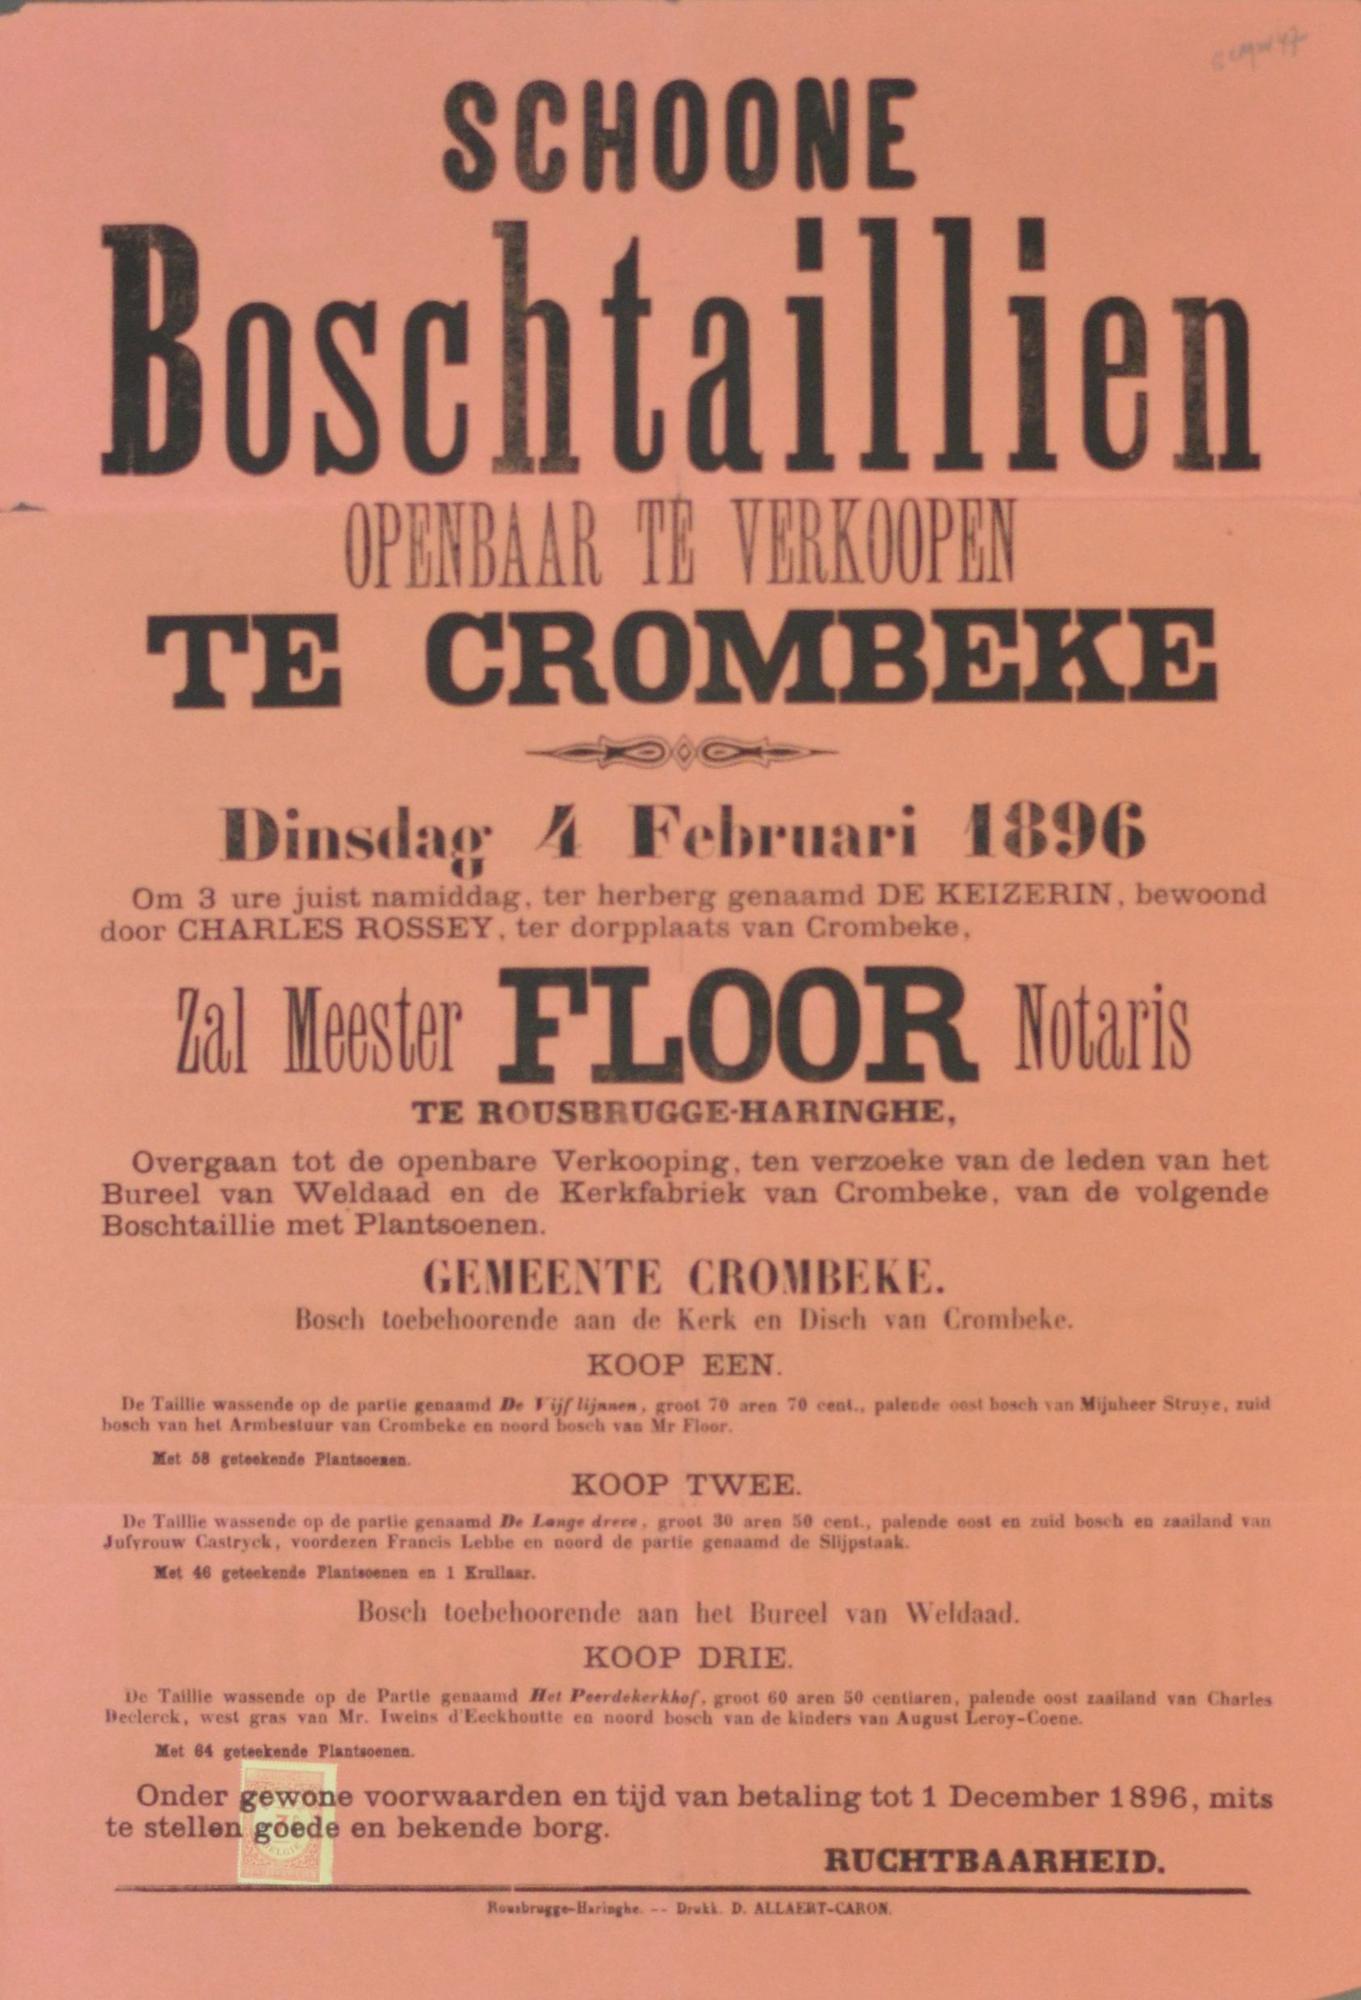 SCHOONE
Boschtaillien
OPENBAAR TE VERKOOPEN
TE CROMBEKE
Dinsdag 4 Februari 1896
Om 3 ure juist namiddag, ter herberg genaamd DE KEIZERIN, bewoond
door CHARLES ROSSEY, ter dorpplaats van Crombeke,
Zal Meester FLOOR Notaris
TE ROUSBRUGGE-HARINGHE,
Overgaan tot de openbare Verkooping, ten verzoeke van de leden van het
Bureel van Weldaad en de Kerkfabriek van Crombeke, van de volgende
Boschtaillie met Plantsoenen.
GEMEENTE CROMBEKE.
Bosch toebehoorende aan de Kerk en Disch van Crombeke.
KOOP EEN.
De Taillie wassende op de partie genaamd De Vijf lijnnen, groot 70 aren 70 cent., palende oost bosch van Mijnheer Struye, zuid
bosch van het Armbestuur van Crombeke en noord bosch van Mr Floor.
Met 58 geteekende Plantsoenen.
KOOP TWEE.
De Taillie wassende op de partie genaamd De Lange dreve, groot 30 aren 50 cent., palende oost en zuid bosch en zaailand van
Jufvrouw Castryck, voordezen Francis Lebbe en noord de partie genaamd de Slijpstaak.
Met 46 geteekende Plantsoenen en 1 Krullaar.
Bosch toebehoorende aan het Bureel van Weldaad.
KOOP DRIE.
De Taillie wassende op de Partie genaamd Het Peerdekerkhof, groot 60 aren 50 centiaren, palende oost zaailand van Charles
Declerck, west gras van Mr. Iweins d'Eeckhoutte en noord bosch van de kinders van August Leroy-Coene.
Met 64 geteekende Plantsoenen.
Onder gewone voorwaarden en tijd van betaling tot 1 December 1896, mits
te stellen goede en bekende borg.
RUCHTBAARHEID.
Rousbrugge-Haringhe. -- Drukk. D. ALLAERT-CARON.